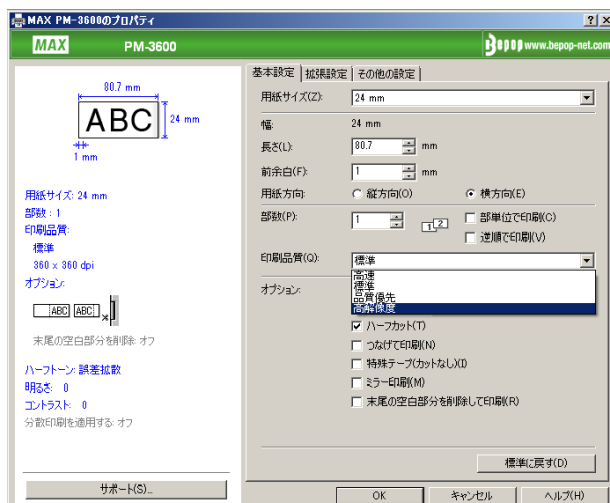 MAX PM-3600のプロパティ
MAX PM-3600
Bepop www.bepop-net.com
80.7 mm
ABC
24 mm
1 mm
用紙サイズ: 24 mm
部数 : 1
印刷品質:
標準
360 x 360 dpi
オプション:
ABC ABC
末尾の空白部分を削除: オフ
ハーフトーン: 誤差拡散
明るさ: 0
コントラスト: 0
分散印刷を適用する: オフ
サポート(S)...
基本設定 拡張設定 その他の設定
用紙サイズ(Z): 24 mm
幅: 24 mm
長さ(L): 80.7 mm
前余白(F): 1 mm
用紙方向: 縦方向(O) 横方向(E)
部数(P): 1 1 2 部単位で印刷(C)
逆順で印刷(V)
印刷品質(Q): 標準
高速
標準
品質優先
高解像度
オプション:
ハーフカット(T)
つなげて印刷(N)
特殊テープ(カットなし)(I)
ミラー印刷(M)
末尾の空白部分を削除して印刷(R)
標準に戻す(D)
OK キャンセル ヘルプ(H)